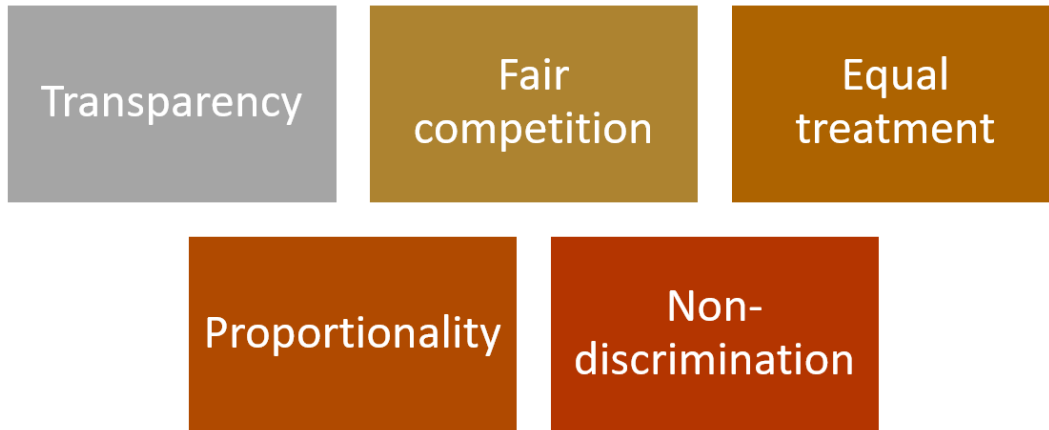 Transparency
Fair
competition
Equal
treatment
Proportionality
Non-
discrimination